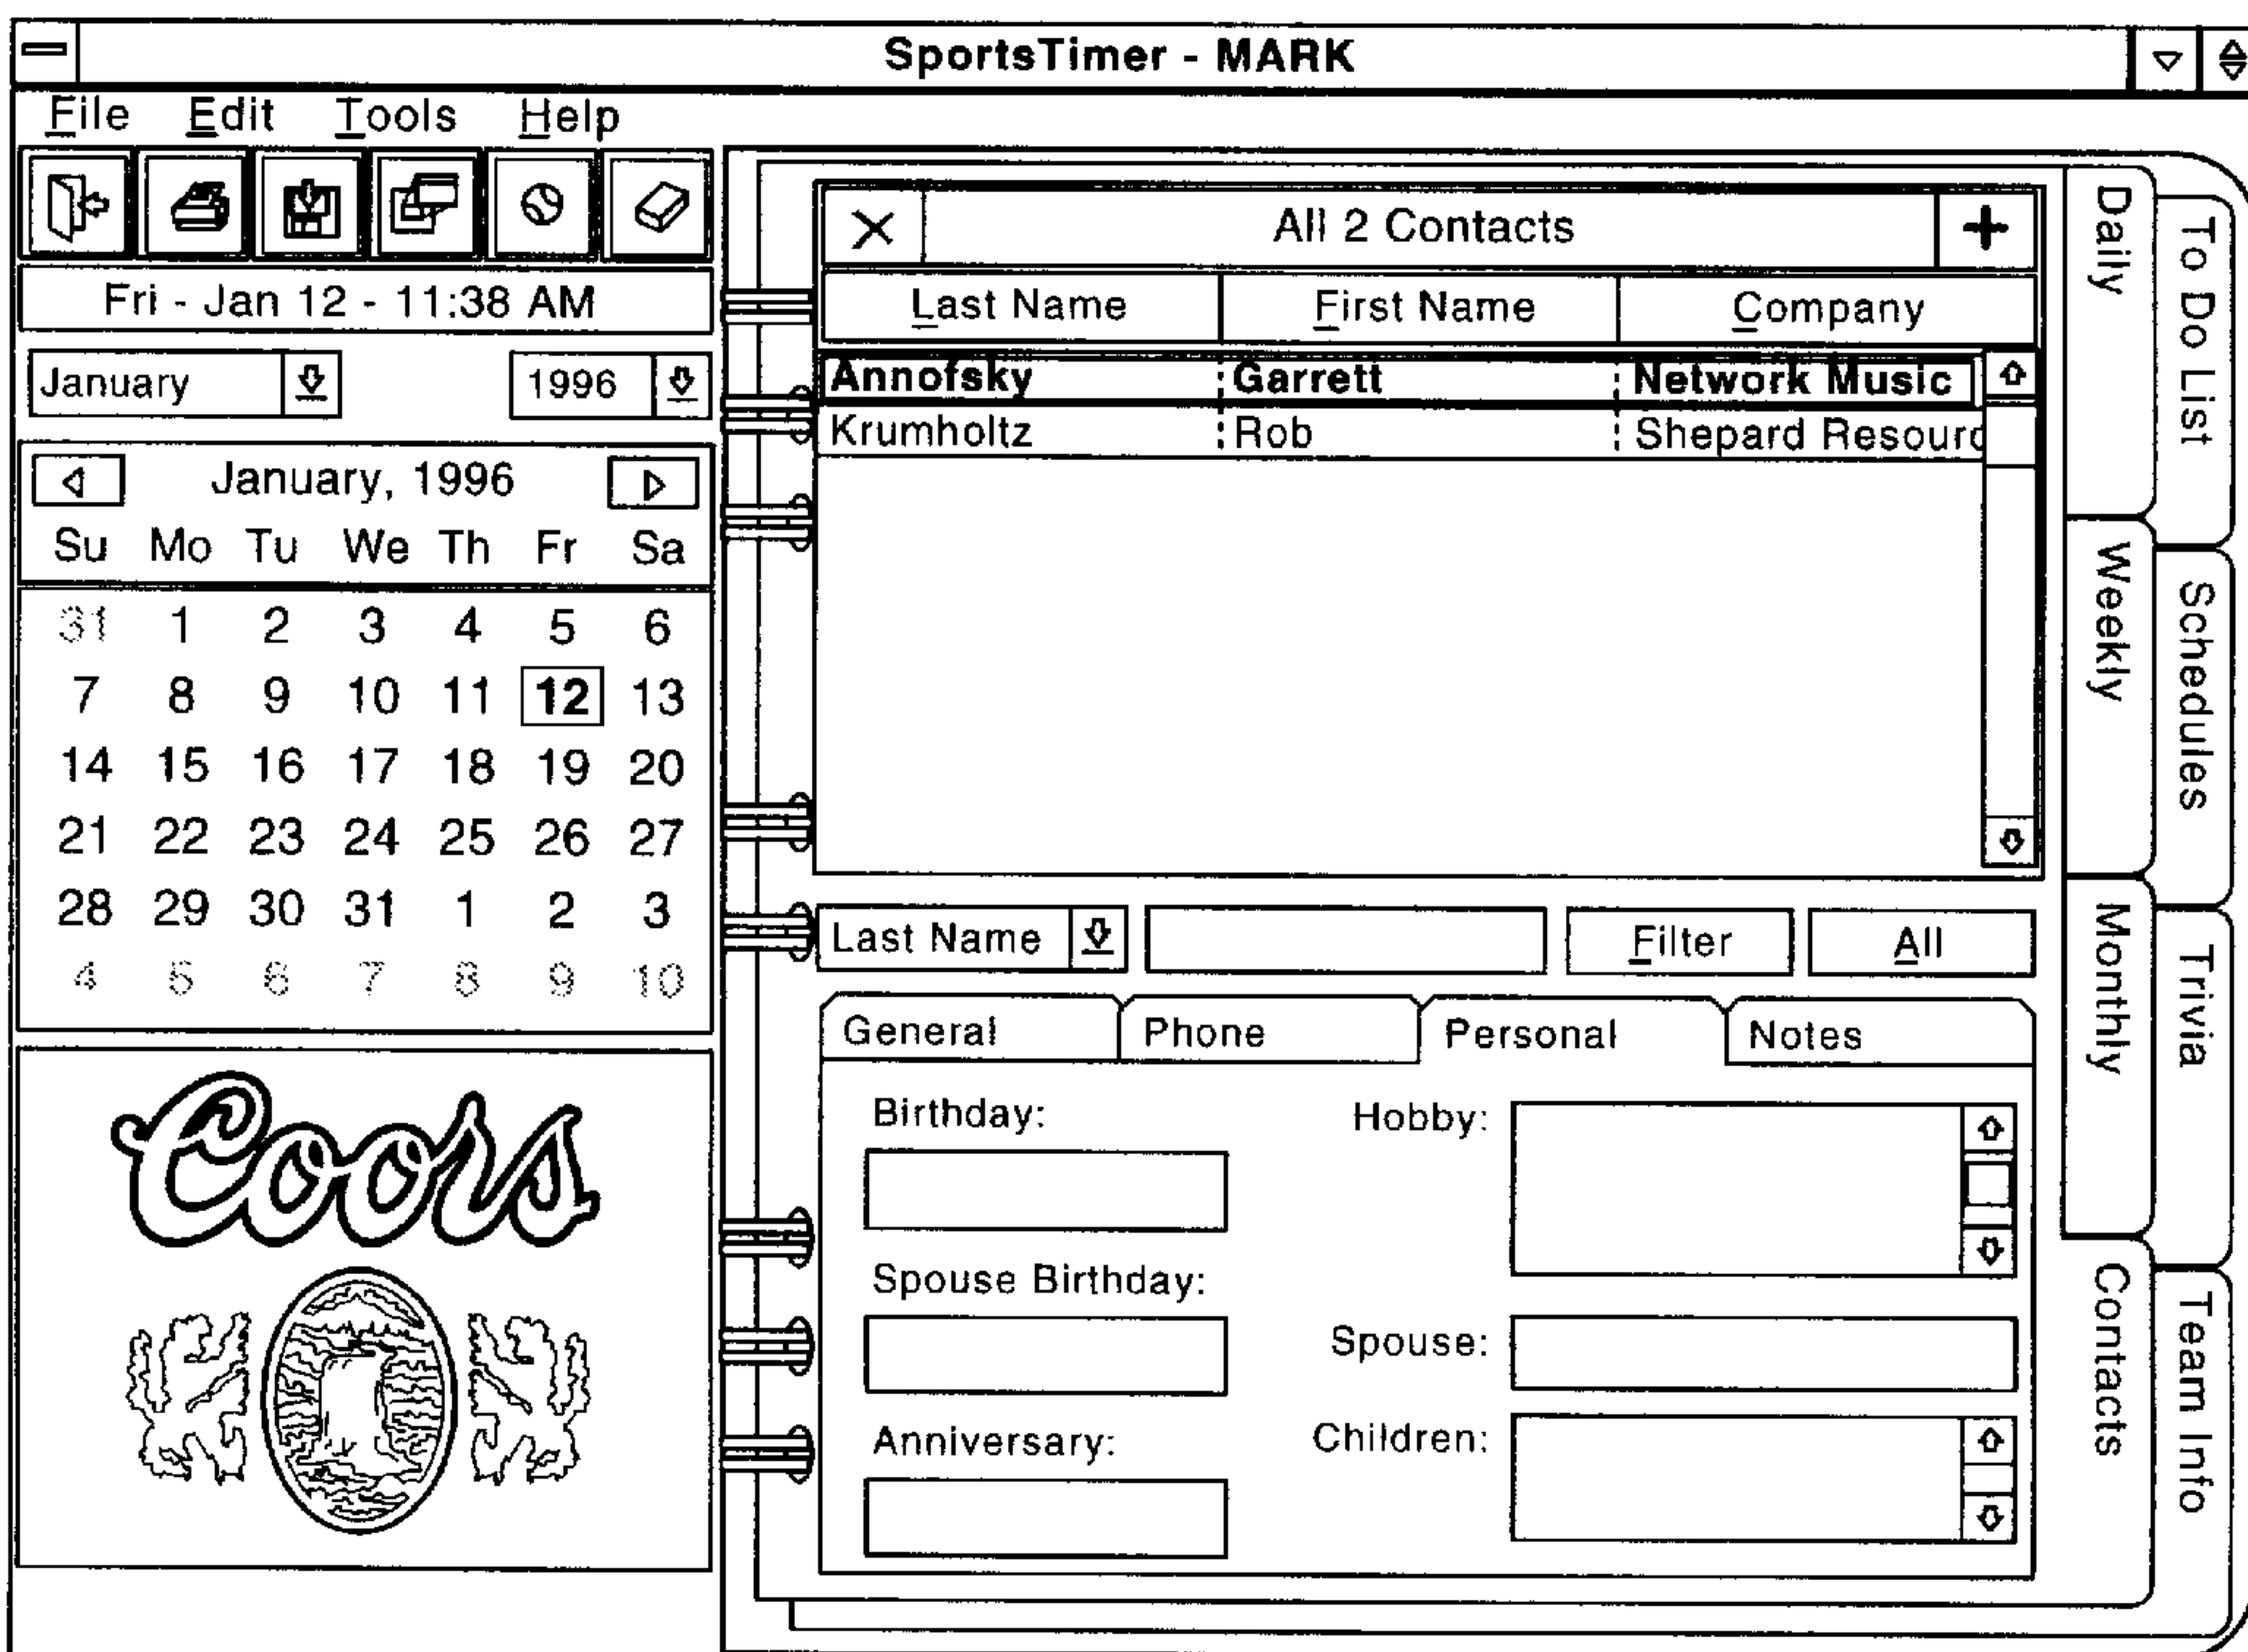 SportsTimer - MARK
File Edit Tools Help
Fri - Jan 12 - 11:38 AM
January 1996
January, 1996
Su Mo Tu We Th Fr Sa
31 1 2 3 4 5 6
7 8 9 10 11 12 13
14 15 16 17 18 19 20
21 22 23 24 25 26 27
28 29 30 31 1 2 3
4 5 6 7 8 9 10
Coors
All 2 Contacts
Last Name First Name Company
Annofsky Garrett Network Music
Krumholtz Rob Shepard Resourc
Last Name Filter All
General Phone Personal Notes
Birthday:
Hobby:
Spouse Birthday:
Spouse:
Anniversary:
Children:
Daily
Weekly
Monthly
Contacts
To Do List
Schedules
Trivia
Team Info